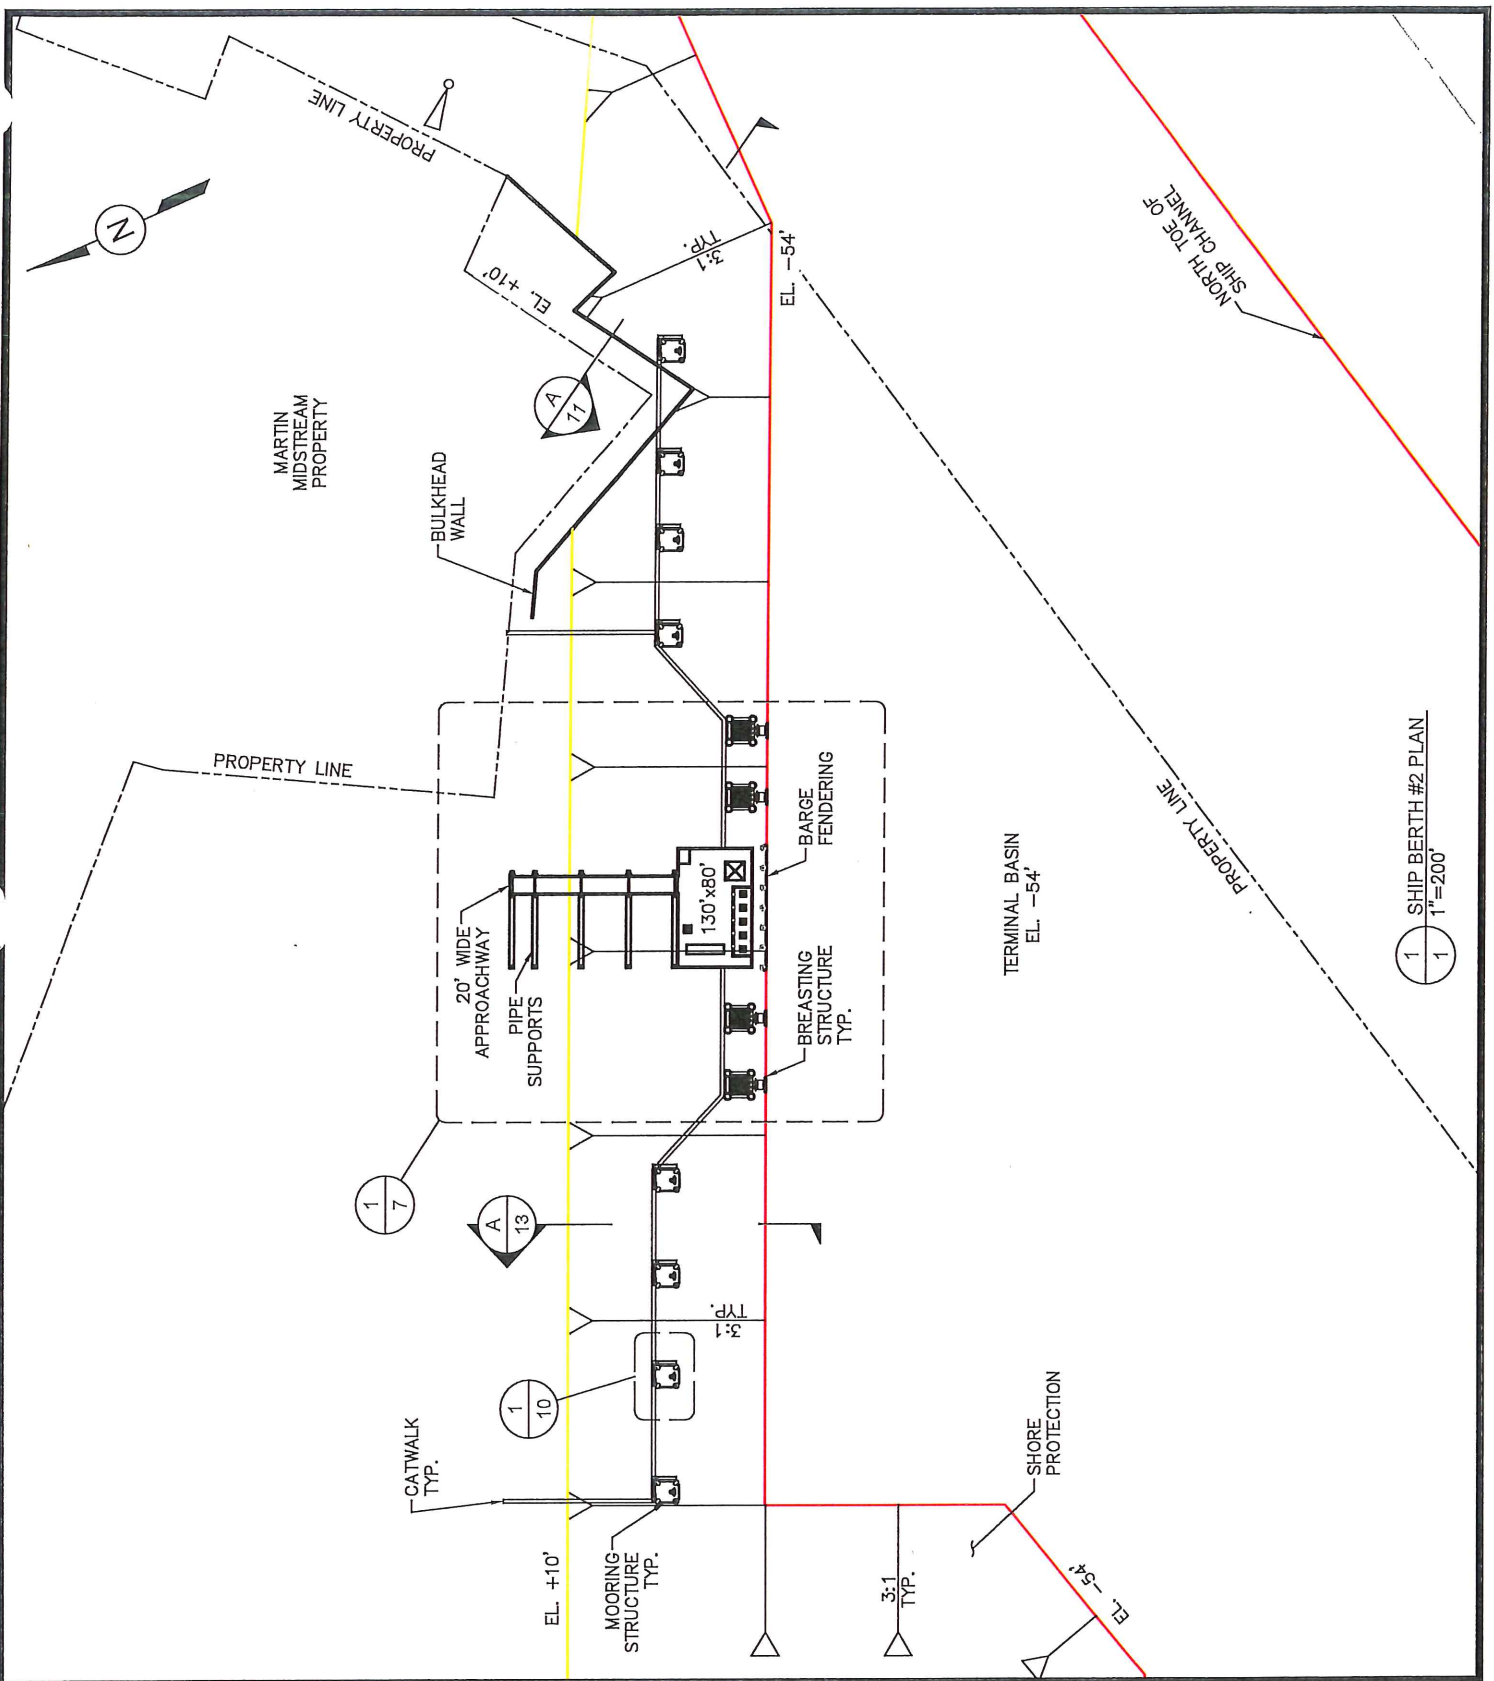 PROPERTY LINE
N
EL. +10'
3:1
TYP.
EL. -54'
NORTH TOE OF
SHIP CHANNEL
MARTIN
MIDSTREAM
PROPERTY
A
11
BULKHEAD
WALL
PROPERTY LINE
20' WIDE
APPROACHWAY
PIPE
SUPPORTS
130'x80'
BARGE
FENDERING
BREASTING
STRUCTURE
TYP.
TERMINAL BASIN
EL. -54'
PROPERTY LINE
1
1
SHIP BERTH #2 PLAN
1"=200'
1
7
A
13
3:1
TYP.
1
10
CATWALK
TYP.
EL. +10'
MOORING
STRUCTURE
TYP.
3:1
TYP.
SHORE
PROTECTION
EL. -54'